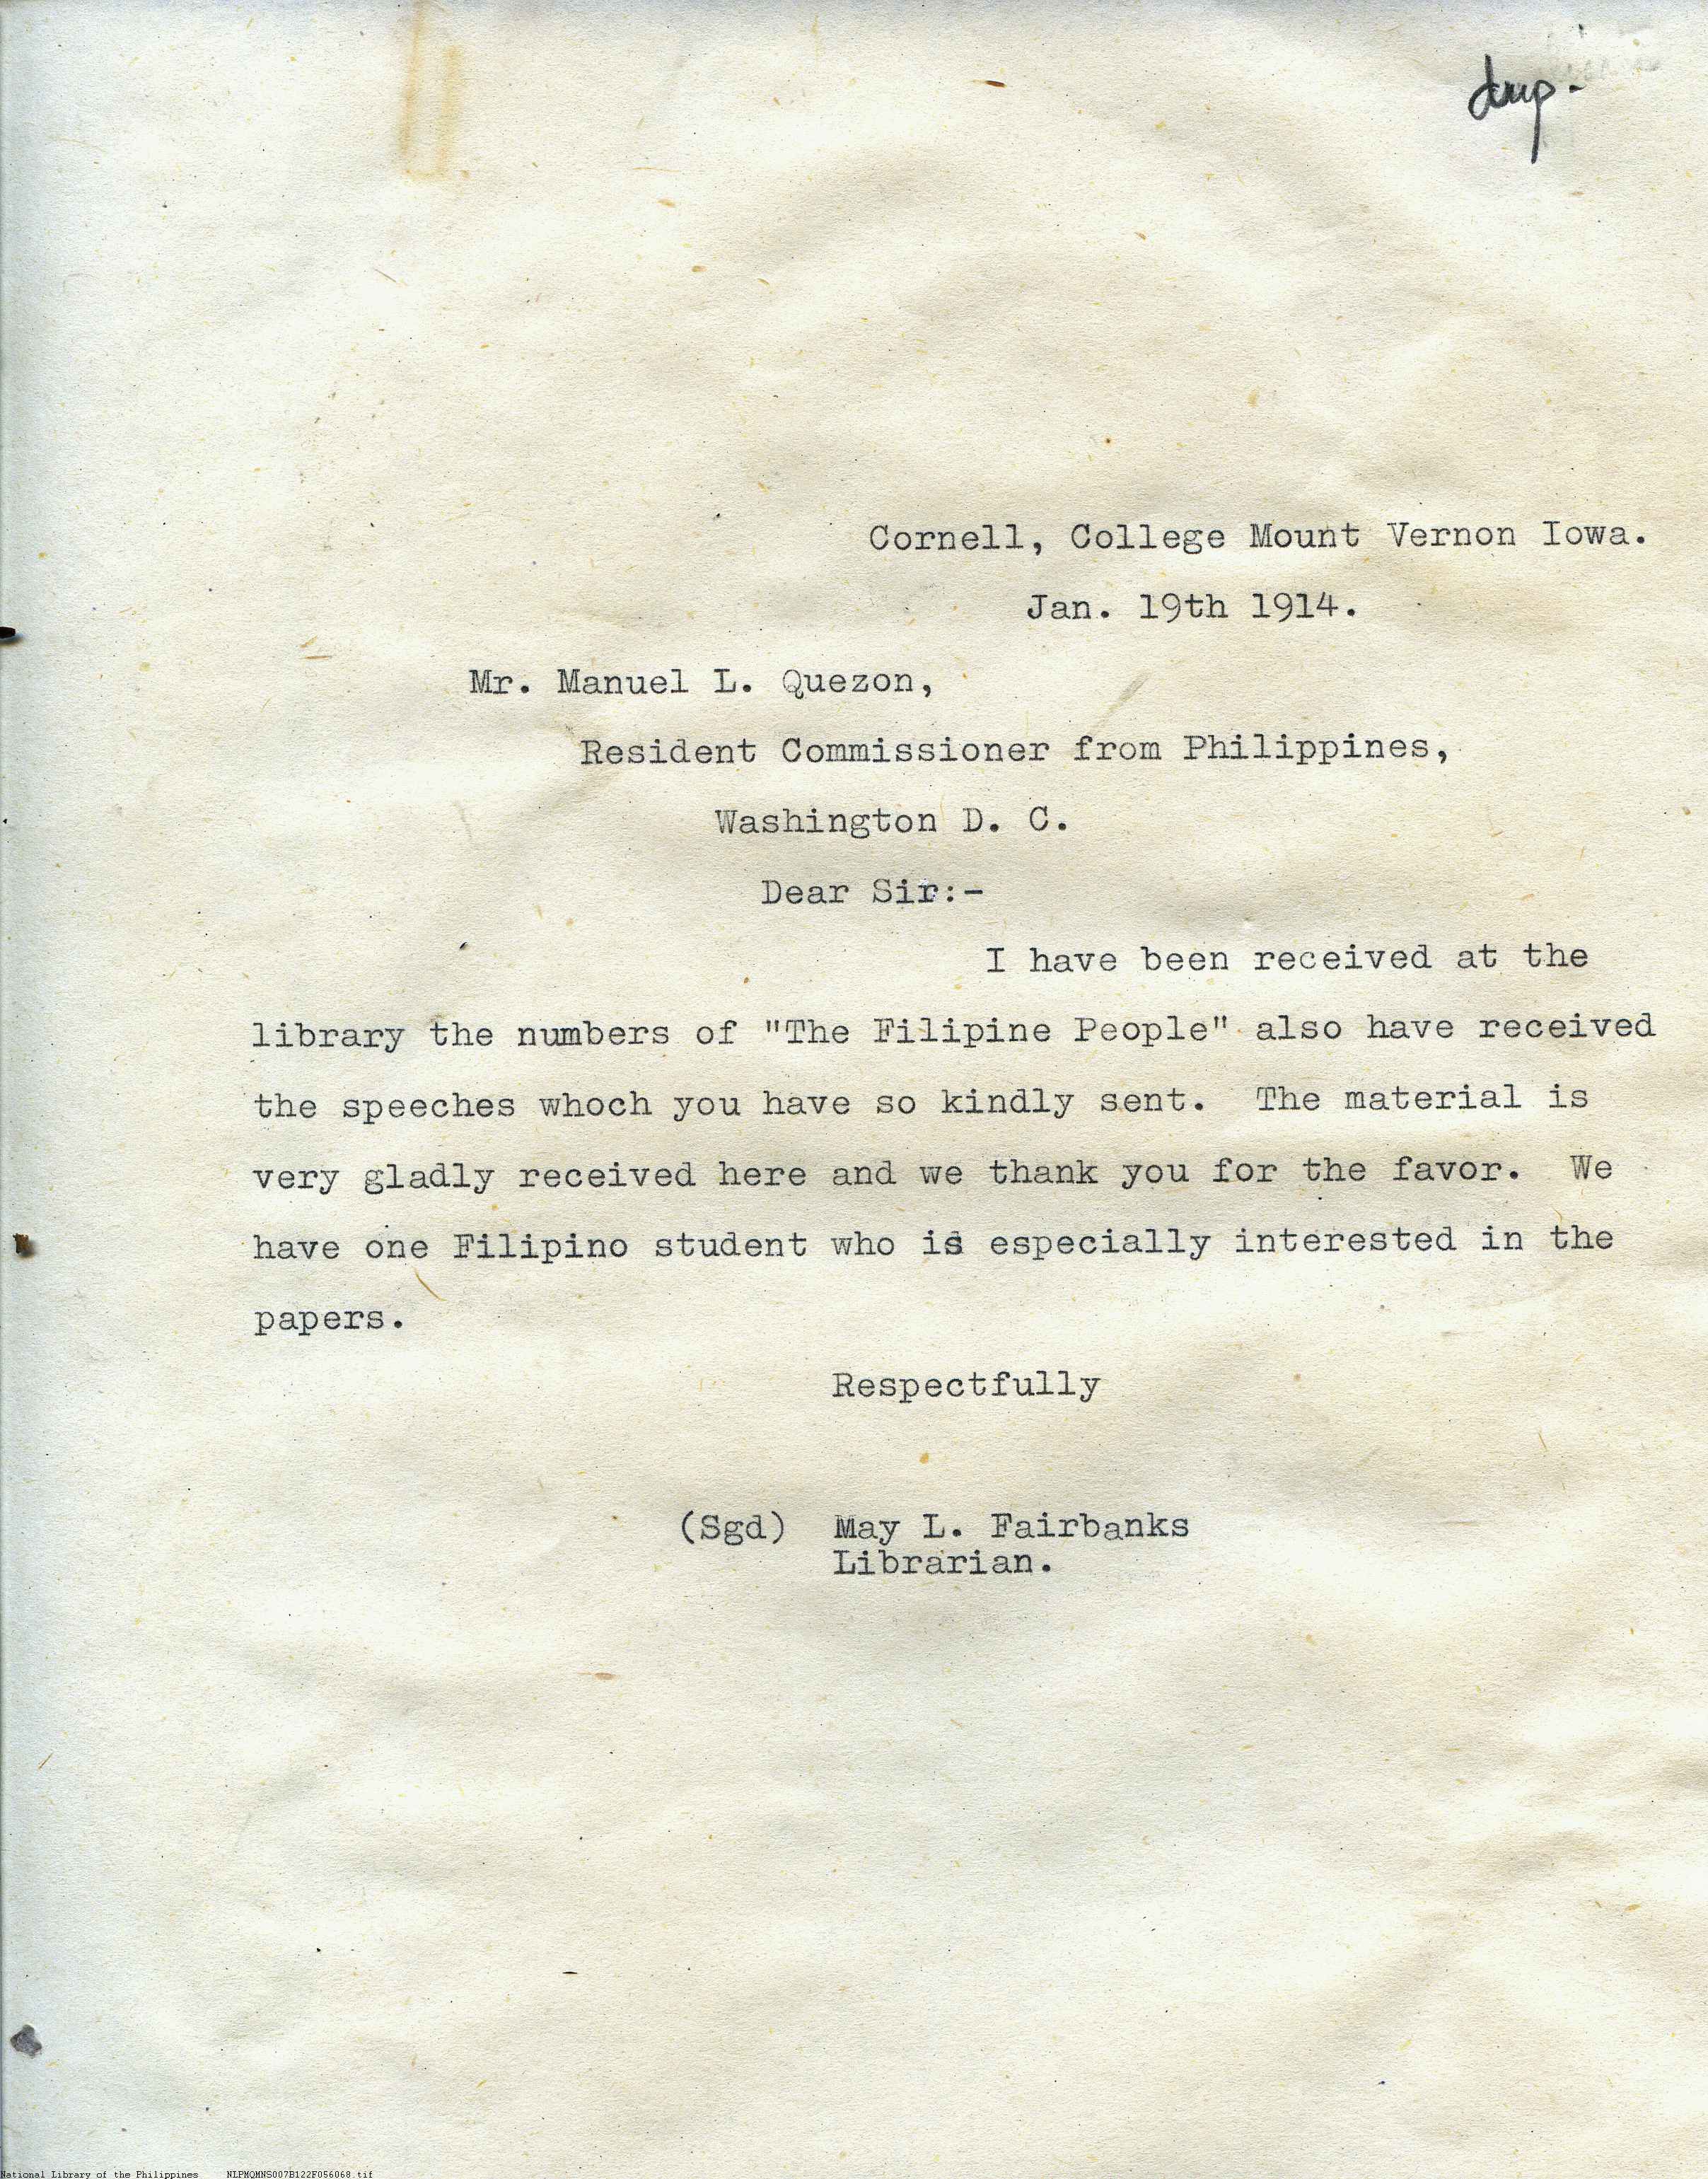 Cornell, College Mount Vernon Iowa.
Jan. 19th 1914.
Mr. Manuel L. Quezon,
Resident Commissioner from Philippines,
Washington D. C.
Dear Sir:-
I have been received at the
library the numbers of "The Filipine People" also have received
the speeches whoch you have so kindly sent. The material is
very gladly received here and we thank you for the favor. We
have one Filipino student who is especially interested in the
papers.
Respectfully
(Sgd) May L. Fairbanks
Librarian.
National Library of the Philippines NLPMQMNS007B122F056068.tif